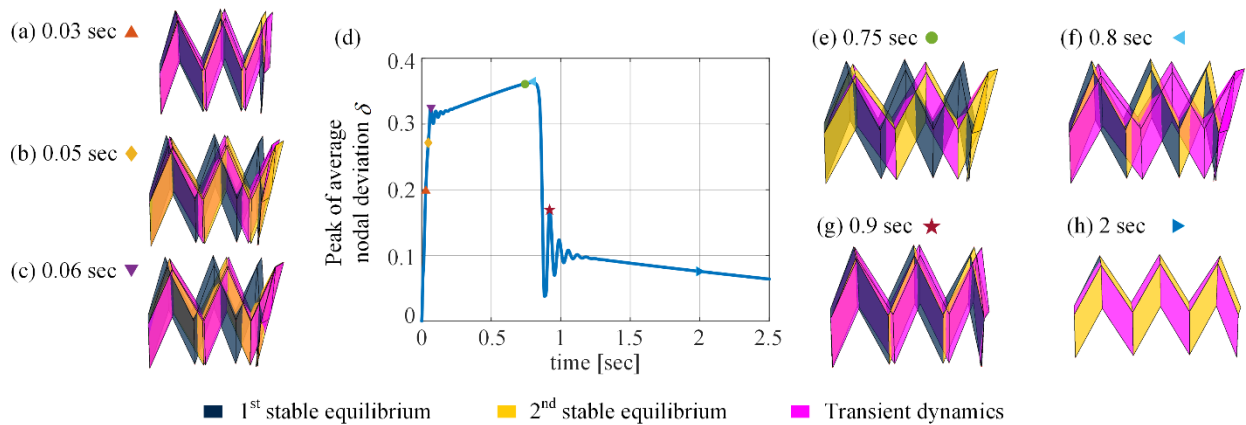 (a) 0.03 sec
(b) 0.05 sec
(c) 0.06 sec
(d)
Peak of average
nodal deviation δ
0.4
0.3
0.2
0.1
0
0
0.5
1
1.5
2
2.5
time [sec]
(e) 0.75 sec
(f) 0.8 sec
(g) 0.9 sec
(h) 2 sec
1st stable equilibrium
2nd stable equilibrium
Transient dynamics